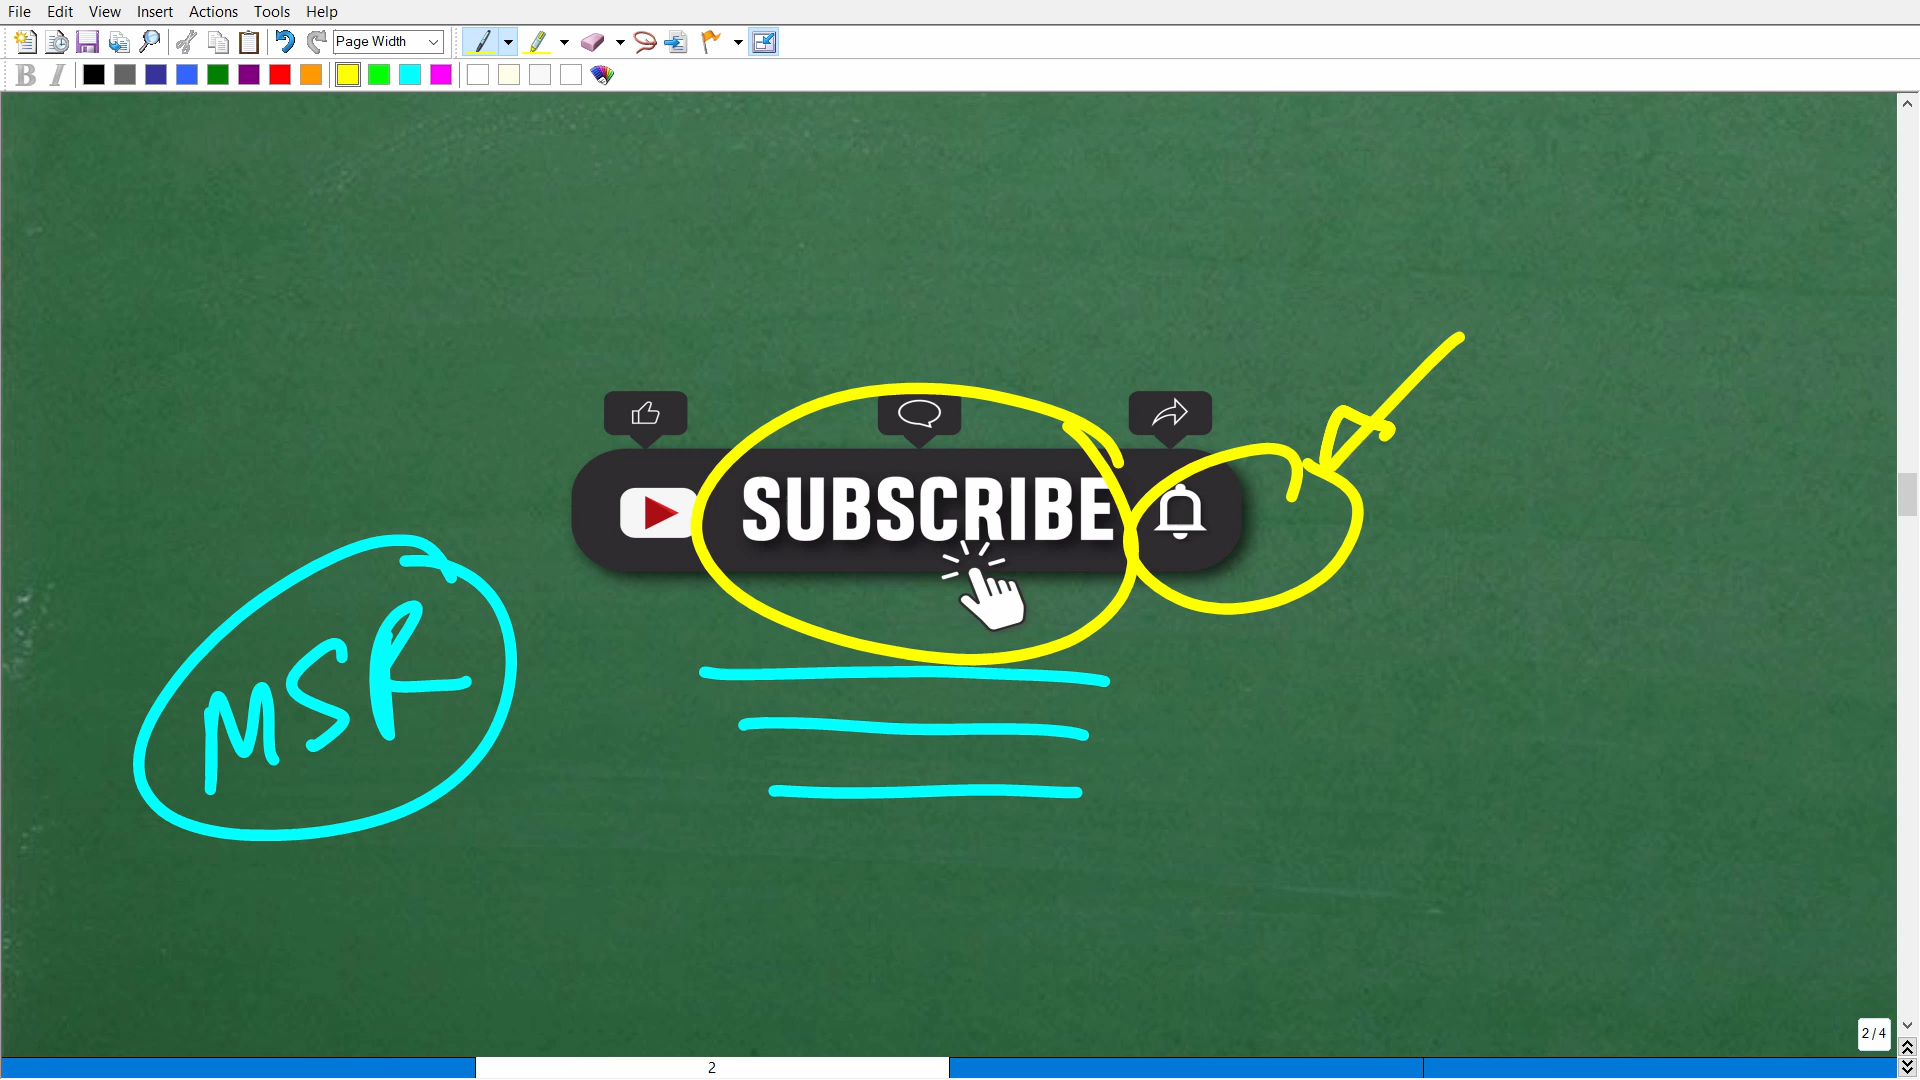 File Edit View Insert Actions Tools Help
Page Width
B I
SUBSCRIBE
MSR
2 / 4
2